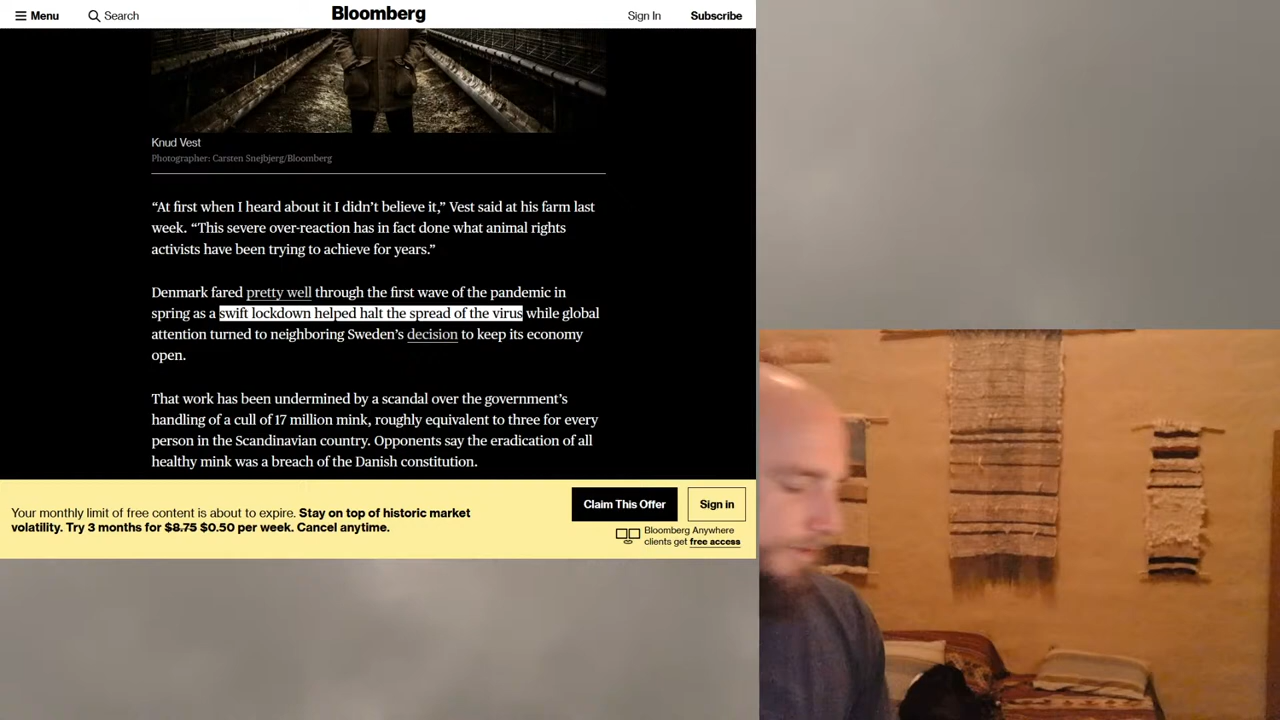 Menu
Search
Bloomberg
Sign In
Subscribe
Knud Vest
Photographer: Carsten Snejbjerg/Bloomberg
“At first when I heard about it I didn’t believe it,” Vest said at his farm last
week. “This severe over-reaction has in fact done what animal rights
activists have been trying to achieve for years.”
Denmark fared pretty well through the first wave of the pandemic in
spring as a swift lockdown helped halt the spread of the virus while global
attention turned to neighboring Sweden’s decision to keep its economy
open.
That work has been undermined by a scandal over the government’s
handling of a cull of 17 million mink, roughly equivalent to three for every
person in the Scandinavian country. Opponents say the eradication of all
healthy mink was a breach of the Danish constitution.
Your monthly limit of free content is about to expire. Stay on top of historic market
volatility. Try 3 months for $8.75 $0.50 per week. Cancel anytime.
Claim This Offer
Sign in
Bloomberg Anywhere
clients get free access